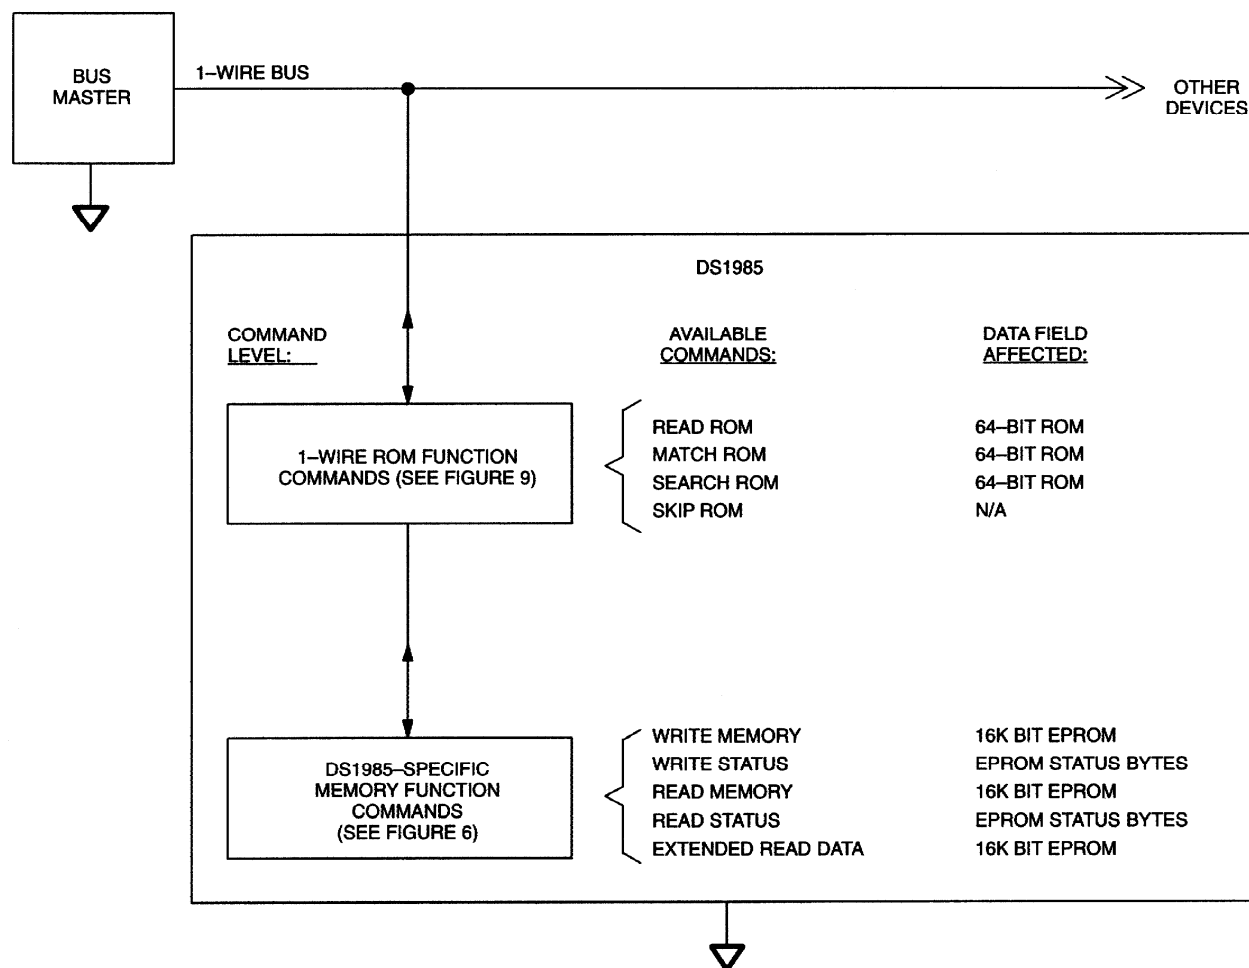 BUS
MASTER
1–WIRE BUS
OTHER
DEVICES
DS1985
COMMAND
LEVEL:
AVAILABLE
COMMANDS:
DATA FIELD
AFFECTED:
1–WIRE ROM FUNCTION
COMMANDS (SEE FIGURE 9)
READ ROM 64–BIT ROM
MATCH ROM 64–BIT ROM
SEARCH ROM 64–BIT ROM
SKIP ROM N/A
DS1985–SPECIFIC
MEMORY FUNCTION
COMMANDS
(SEE FIGURE 6)
WRITE MEMORY 16K BIT EPROM
WRITE STATUS EPROM STATUS BYTES
READ MEMORY 16K BIT EPROM
READ STATUS EPROM STATUS BYTES
EXTENDED READ DATA 16K BIT EPROM